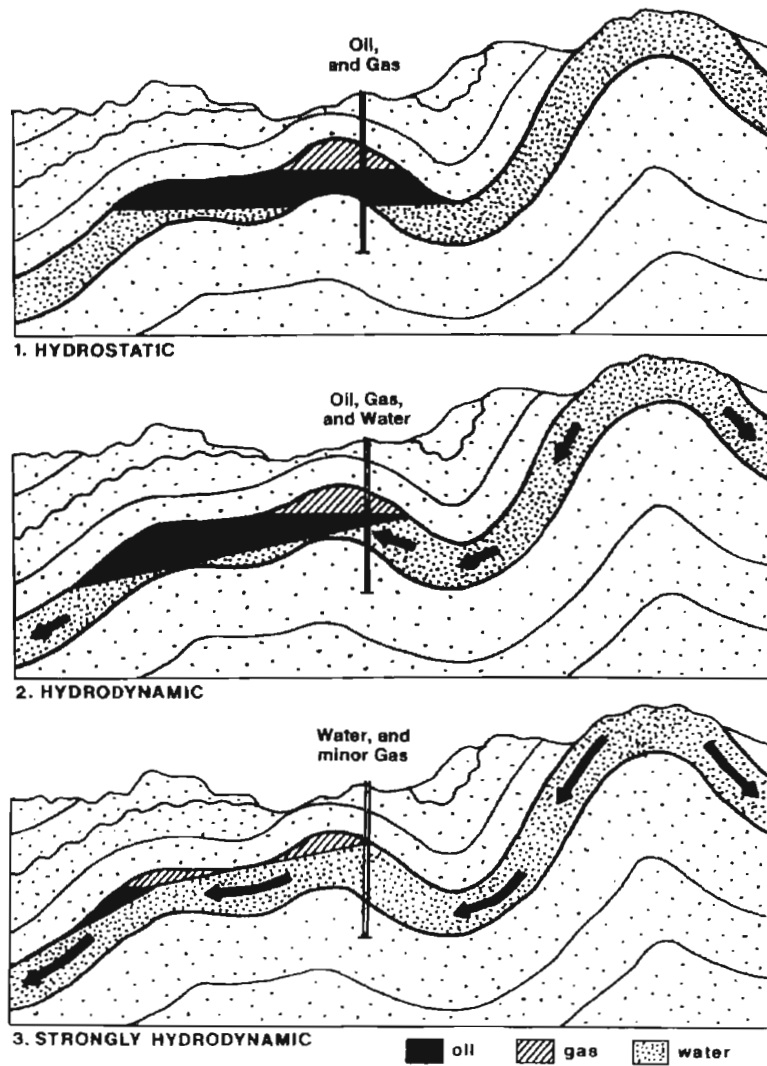 Oil,
and Gas
1. HYDROSTATIC
Oil, Gas,
and Water
2. HYDRODYNAMIC
Water, and
minor Gas
3. STRONGLY HYDRODYNAMIC
oil gas water